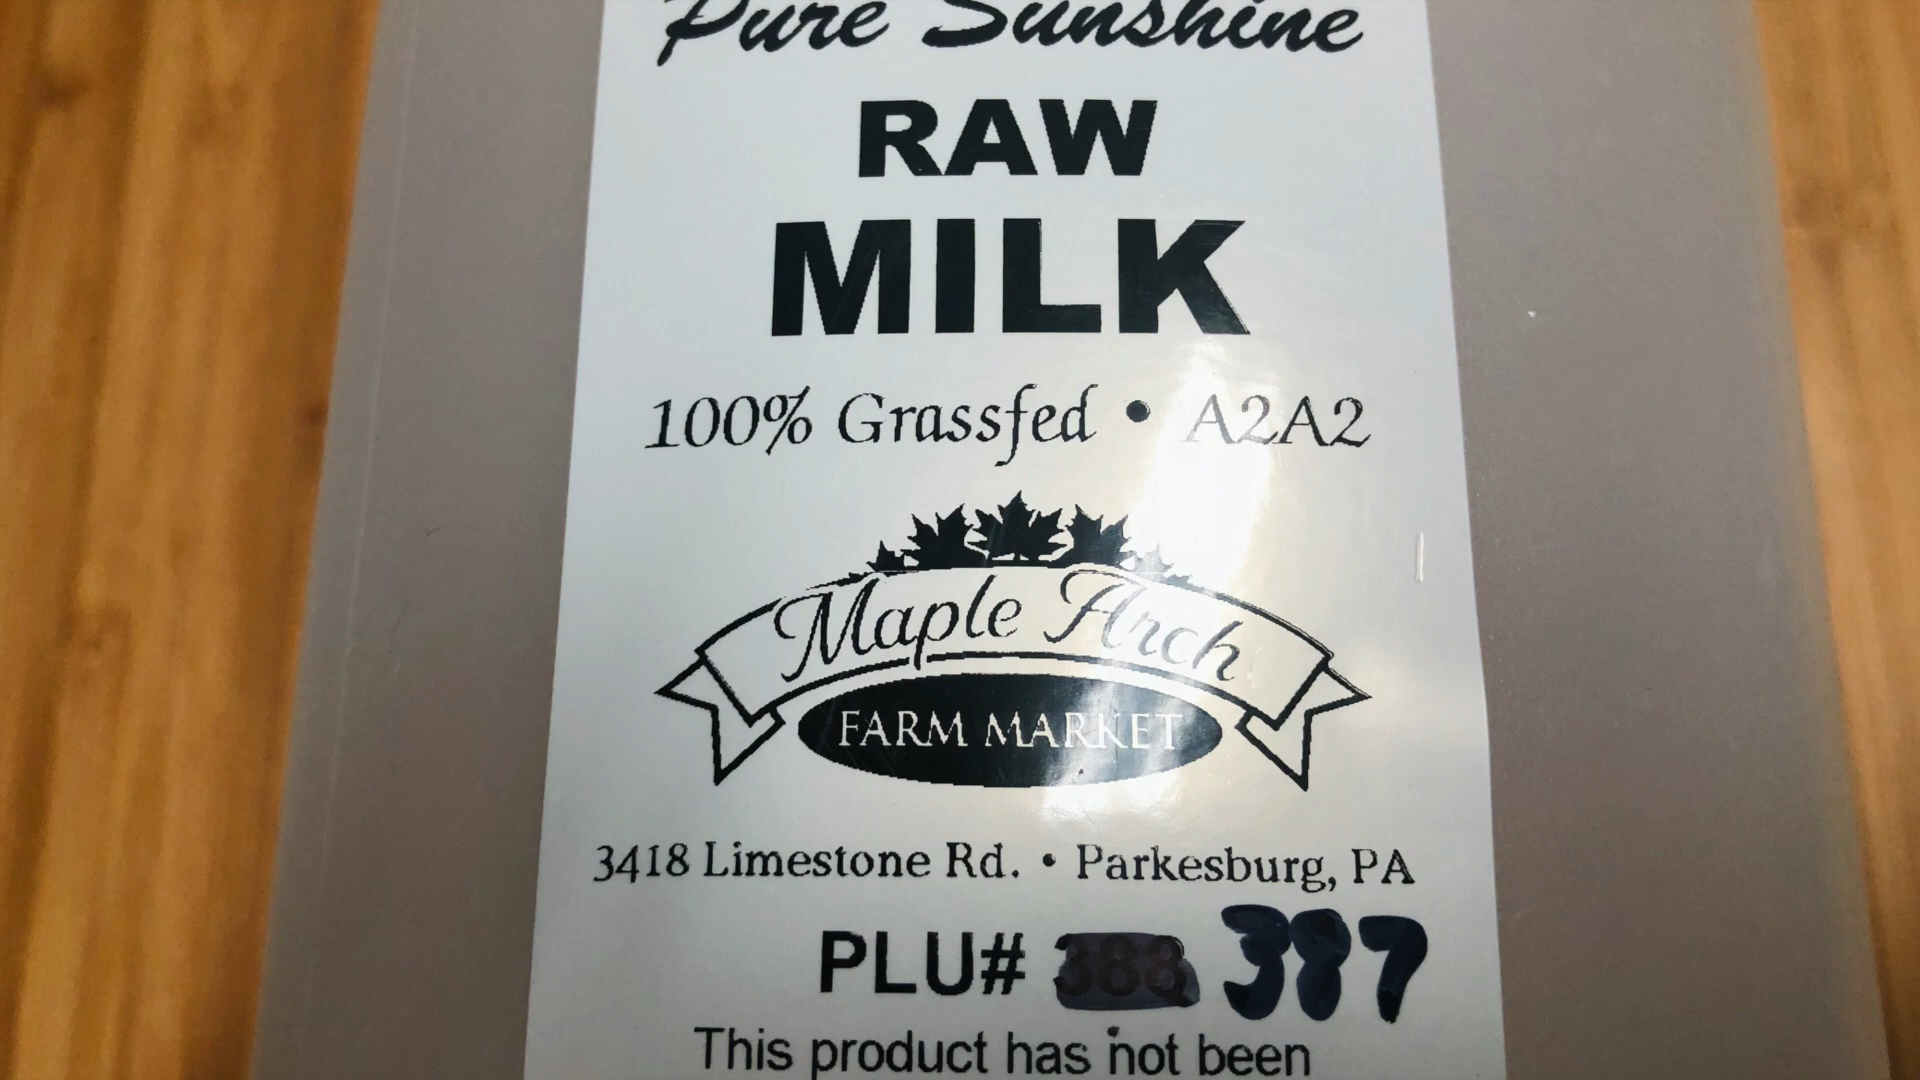 Pure Sunshine
RAW
MILK
100% Grassfed • A2A2
Maple Arch
FARM MARKET
3418 Limestone Rd. • Parkesburg, PA
PLU# 388 387
This product has not been